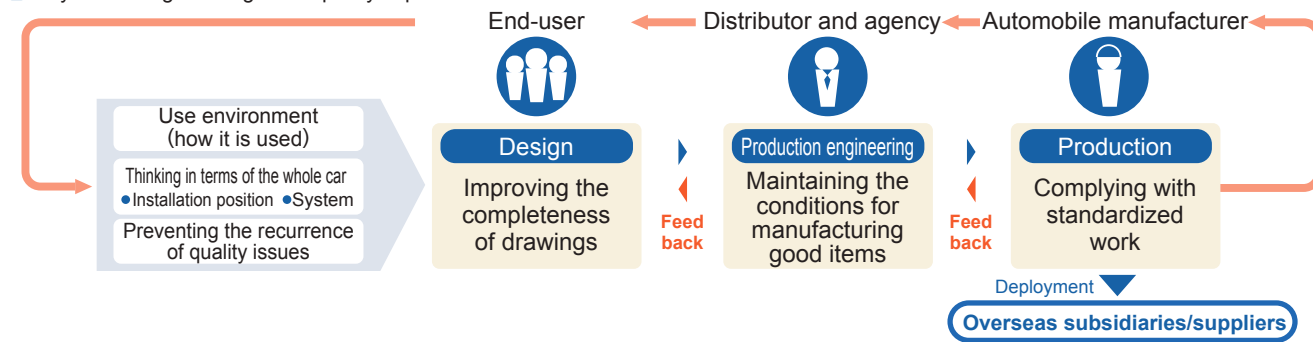 End-user
Distributor and agency
Automobile manufacturer
Use environment
(how it is used)
Thinking in terms of the whole car
●Installation position ●System
Preventing the recurrence
of quality issues
Design
Improving the
completeness
of drawings
Feed
back
Production engineering
Maintaining the
conditions for
manufacturing
good items
Feed
back
Production
Complying with
standardized
work
Deployment
Overseas subsidiaries/suppliers